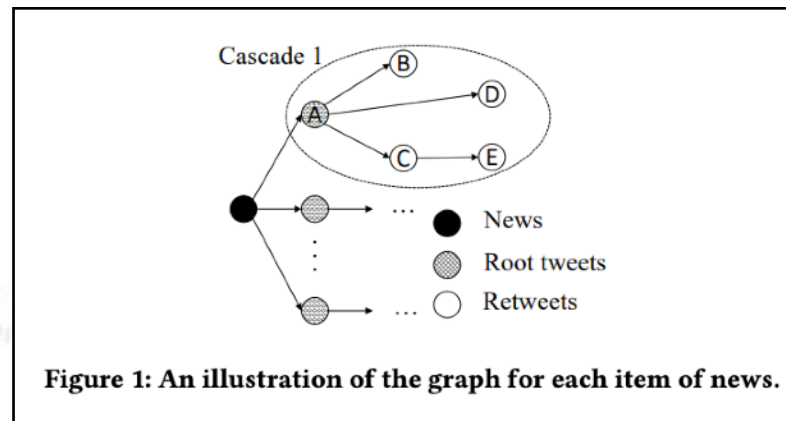 Cascade 1
B
D
A
C
E
...
News
Root tweets
...
Retweets
Figure 1: An illustration of the graph for each item of news.